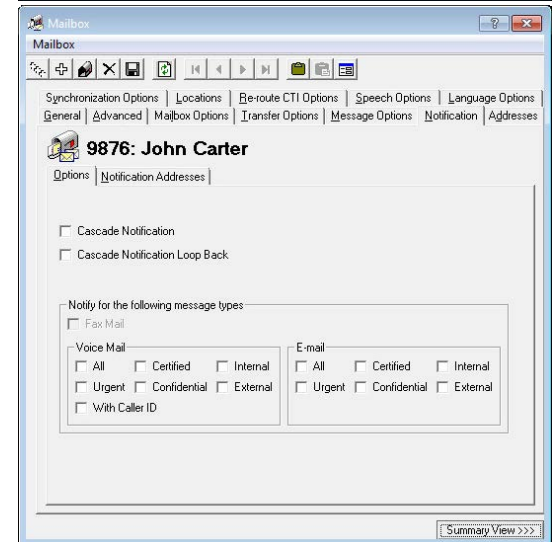 Mailbox
Mailbox
Synchronization Options Locations Re-route CTI Options Speech Options Language Options
General Advanced Mailbox Options Transfer Options Message Options Notification Addresses
9876: John Carter
Options Notification Addresses
Cascade Notification
Cascade Notification Loop Back
Notify for the following message types
Fax Mail
Voice Mail E-mail
All Certified Internal All Certified Internal
Urgent Confidential External Urgent Confidential External
With Caller ID
Summary View >>>